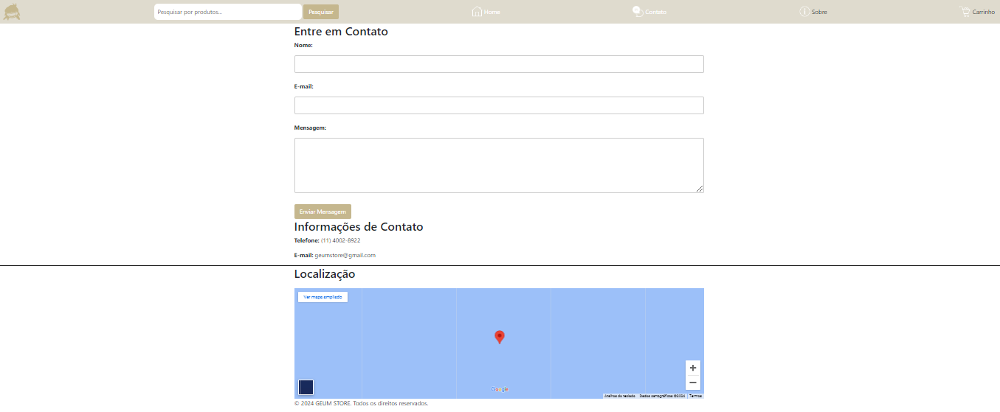 Pesquisar por produtos... Pesquisar Home Contato Sobre Carrinho
Entre em Contato
Nome:
E-mail:
Mensagem:
Enviar Mensagem
Informações de Contato
Telefone: (11) 4002-8922
E-mail: geumstore@gmail.com
Localização
Ver mapa ampliado
Google
Atalhos do teclado Dados cartográficos ©2024 Termos
© 2024 GEUM STORE. Todos os direitos reservados.